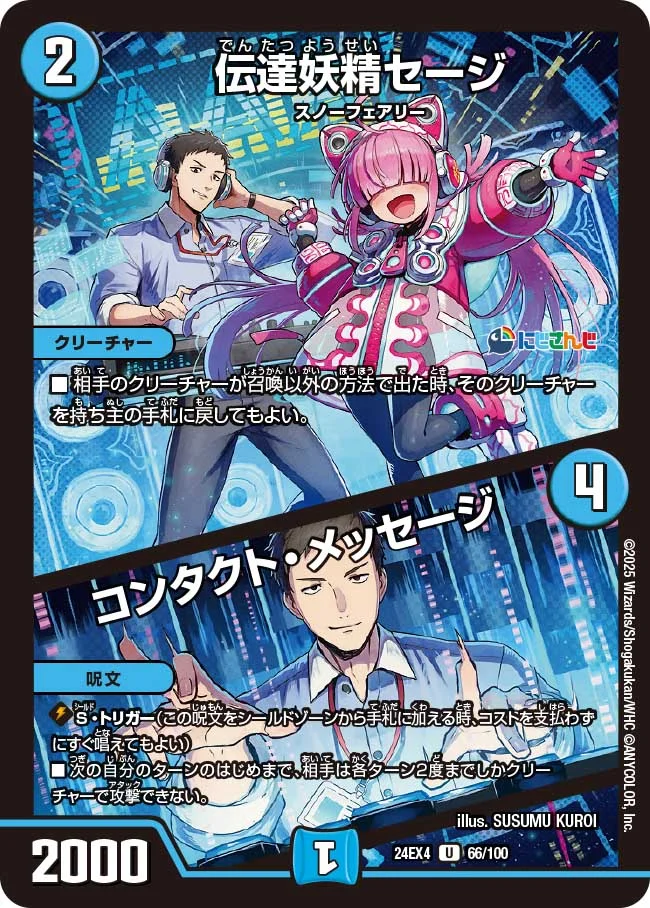 2
でんたつようせい
伝達妖精セージ
スノーフェアリー
にじさんじ
クリーチャー
■相手のクリーチャーが召喚以外の方法で出た時、そのクリーチャー
を持ち主の手札に戻してもよい。
4
コンタクト・メッセージ
呪文
S・トリガー(この呪文をシールドゾーンから手札に加える時、コストを支払わず
にすぐ唱えてもよい)
■次の自分のターンのはじめまで、相手は各ターン2度までしかクリー
チャーで攻撃できない。
illus. SUSUMU KUROI
2000
1
24EX4 U 66/100
©2025 Wizards/Shogakukan/WHC ©ANYCOLOR, Inc.